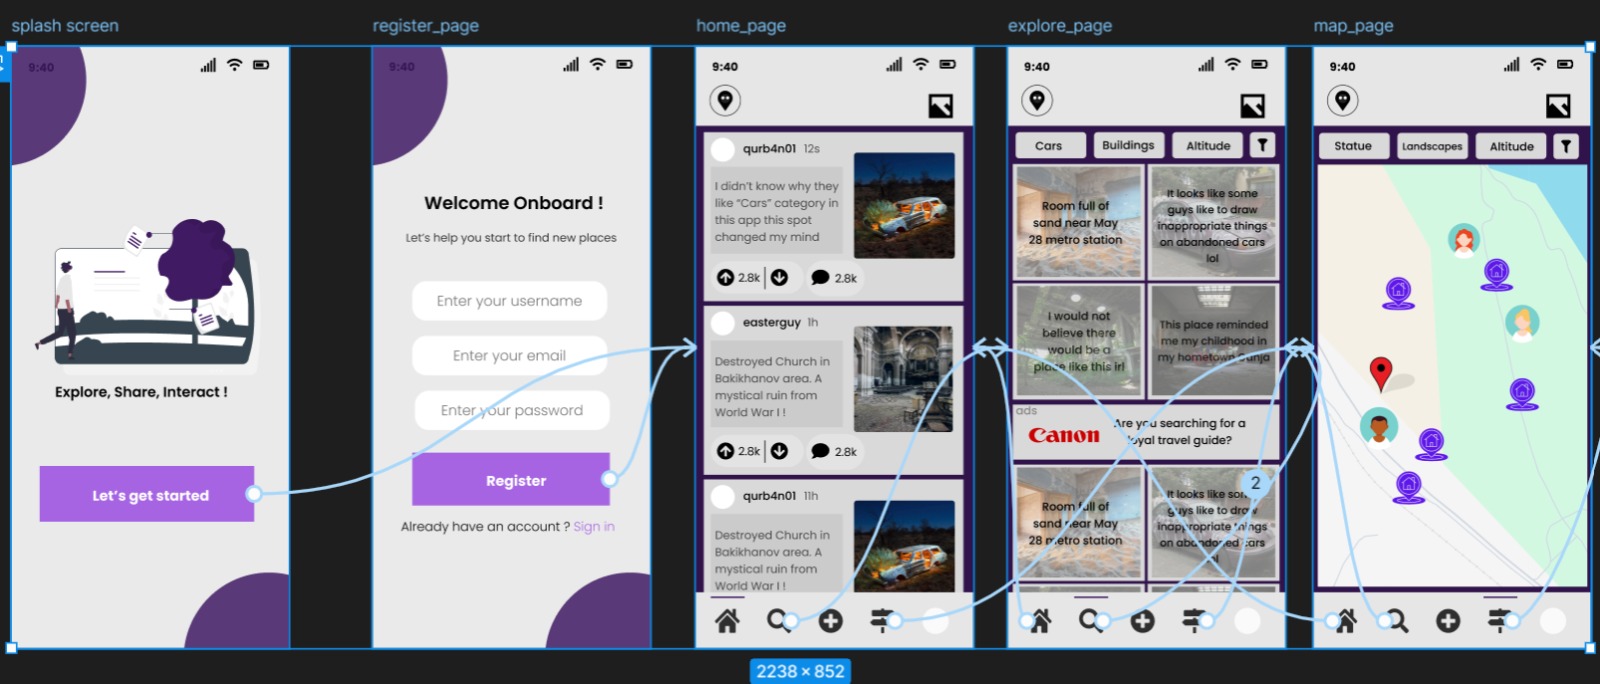 splash screen
9:40
Explore, Share, Interact !
Let's get started
register_page
9:40
Welcome Onboard !
Let's help you start to find new places
Enter your username
Enter your email
Enter your password
Register
Already have an account ? Sign in
home_page
9:40
qurb4n01 12s
I didn't know why they
like "Cars" category in
this app this spot
changed my mind
2.8k 2.8k
easterguy 1h
Destroyed Church in
Bakikhanov area. A
mystical ruin from
World War I !
2.8k 2.8k
qurb4n01 11h
Destroyed Church in
Bakikhanov area. A
mystical ruin from
World War I !
explore_page
9:40
Cars Buildings Altitude
Room full of
sand near May
28 metro station
It looks like some
guys like to draw
inappropriate things
on abandoned cars
lol
I would not
believe there
would be a
place like this irl
This place reminded
me my childhood in
my hometown Gunja
ads
Canon
Are you searching for a
loyal travel guide?
Room full of
sand near May
28 metro station
It looks like some
guys like to draw
inappropriate things
on abandoned cars
2
map_page
9:40
Statue Landscapes Altitude
2238 × 852